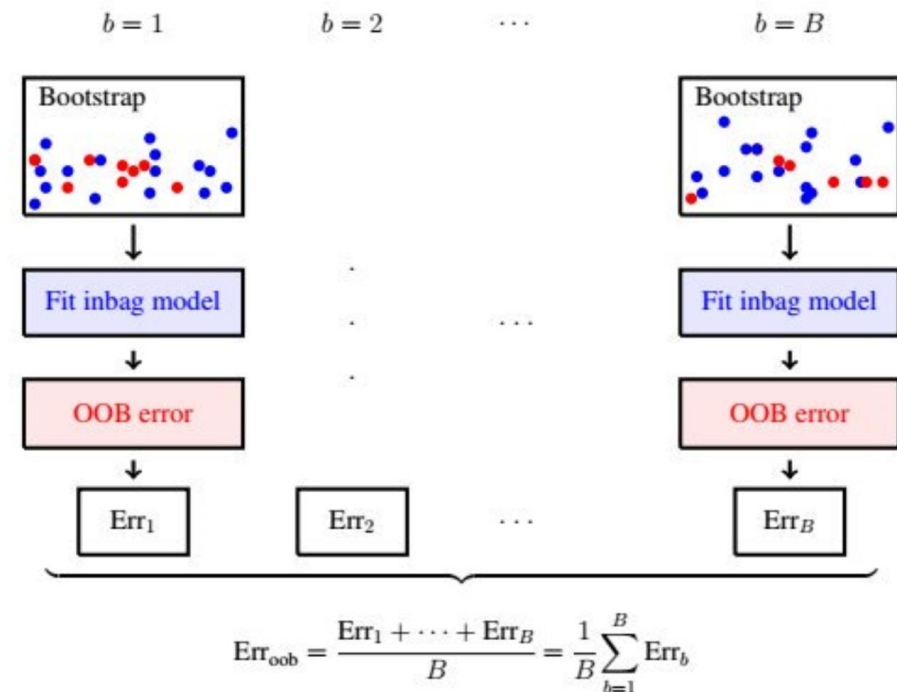 b = 1 b = 2 ⋯ b = B
Bootstrap Bootstrap
Fit inbag model ⋯ Fit inbag model
OOB error OOB error
Err₁ Err₂ ⋯ Err_B
Err_oob = (Err₁ + ⋯ + Err_B)/B = (1/B) ∑_{b=1}^{B} Err_b